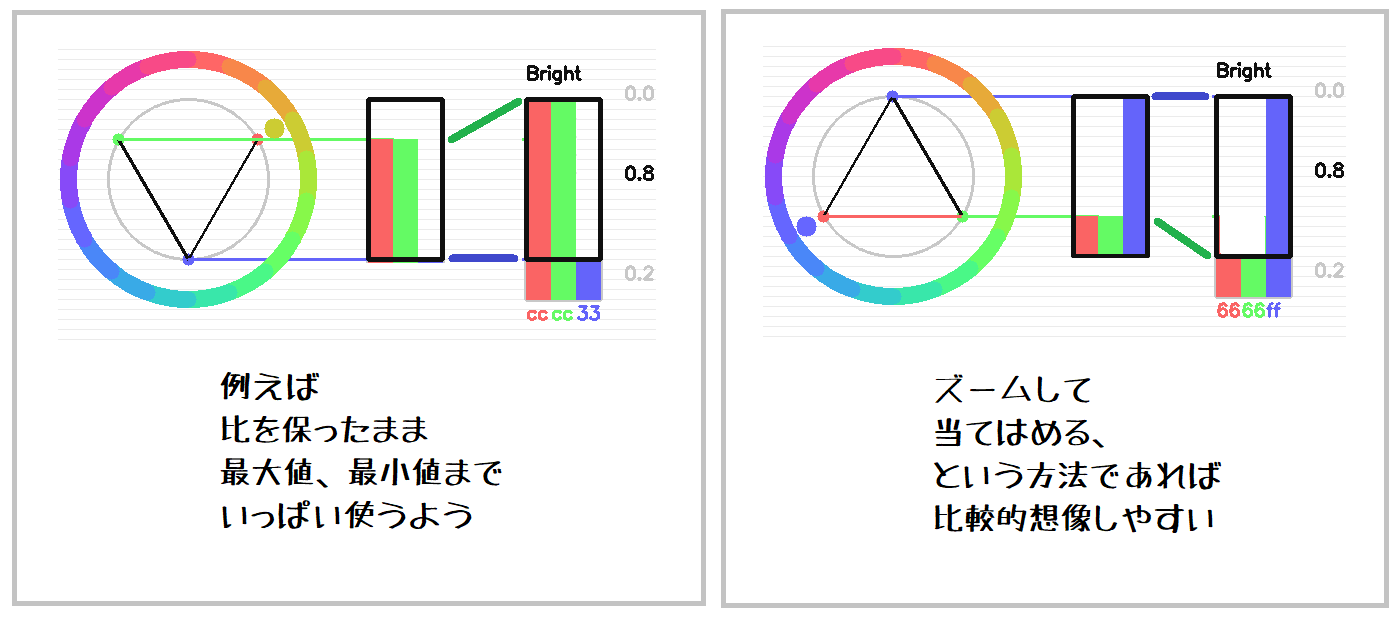 Bright
0.0
0.8
0.2
cc cc 33
例えば
比を保ったまま
最大値、最小値まで
いっぱい使うよう
Bright
0.0
0.8
0.2
66 66 ff
ズームして
当てはめる、
という方法であれば
比較的想像しやすい